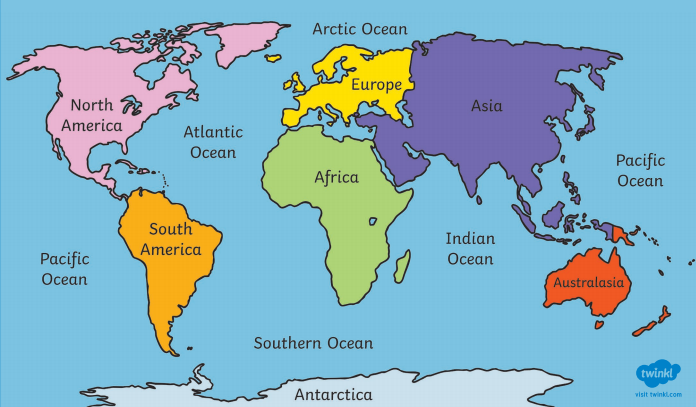 Arctic Ocean
North
America
Europe
Asia
Atlantic
Ocean
Pacific
Ocean
Africa
South
America
Indian
Ocean
Pacific
Ocean
Australasia
Southern Ocean
Antarctica
twinkl
visit twinkl.com